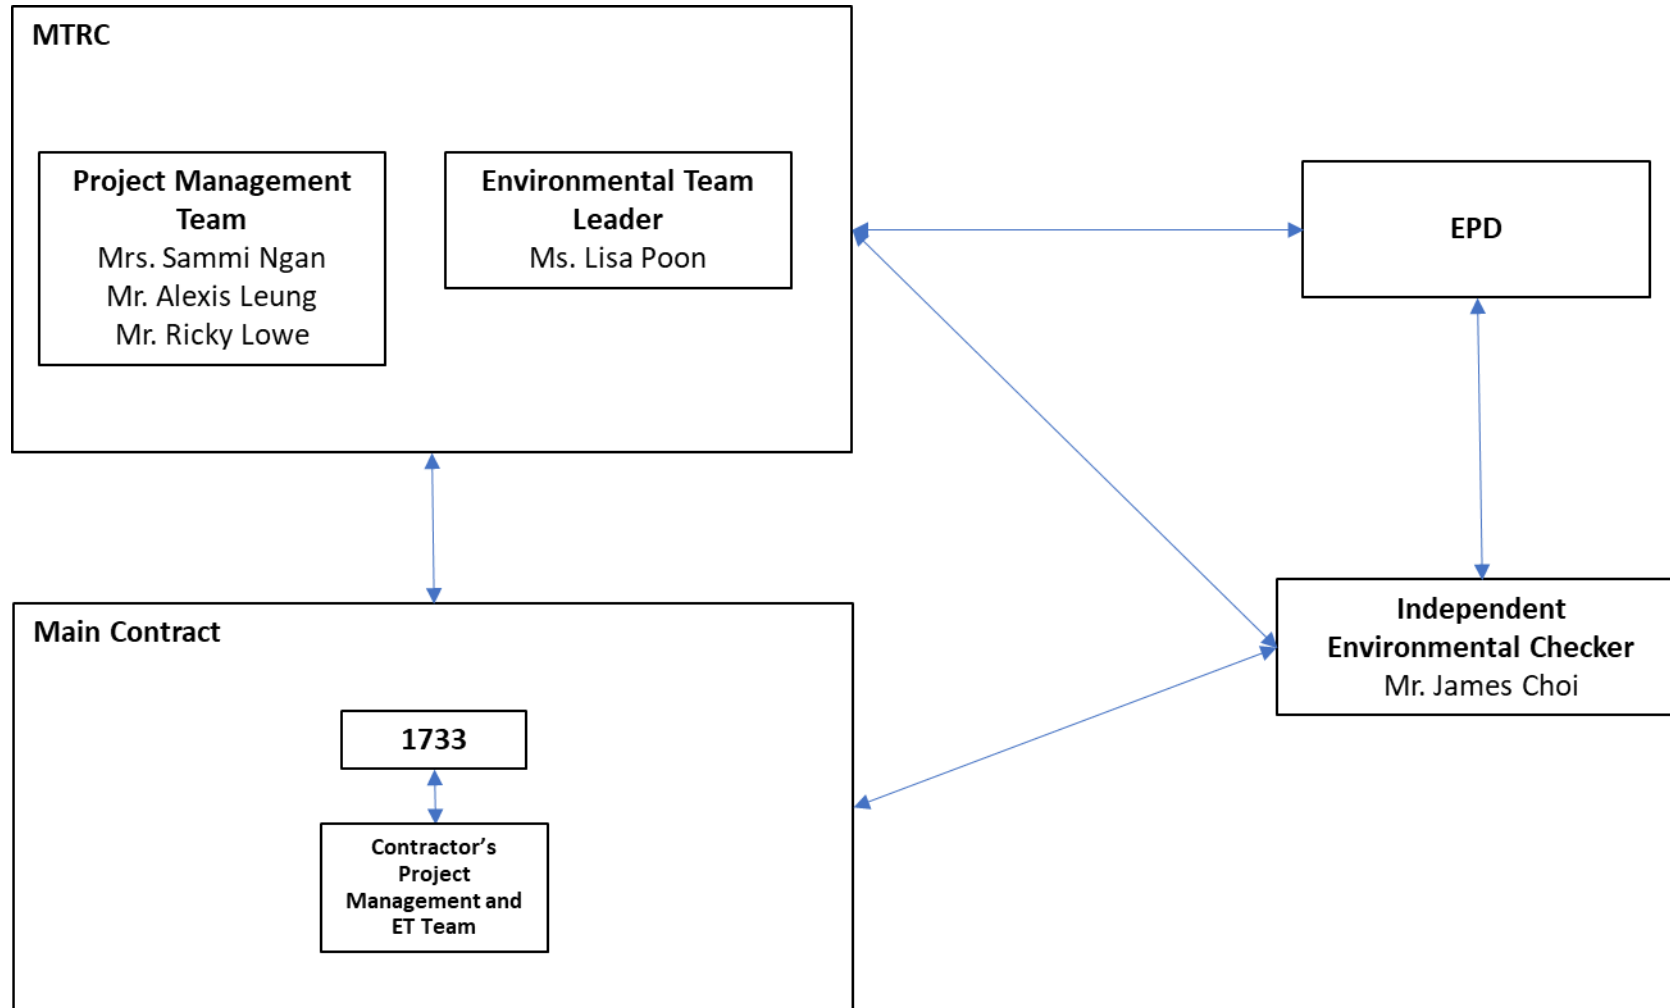 MTRC
Project Management
Team
Mrs. Sammi Ngan
Mr. Alexis Leung
Mr. Ricky Lowe
Environmental Team
Leader
Ms. Lisa Poon
EPD
Independent
Environmental Checker
Mr. James Choi
Main Contract
1733
Contractor’s
Project
Management and
ET Team